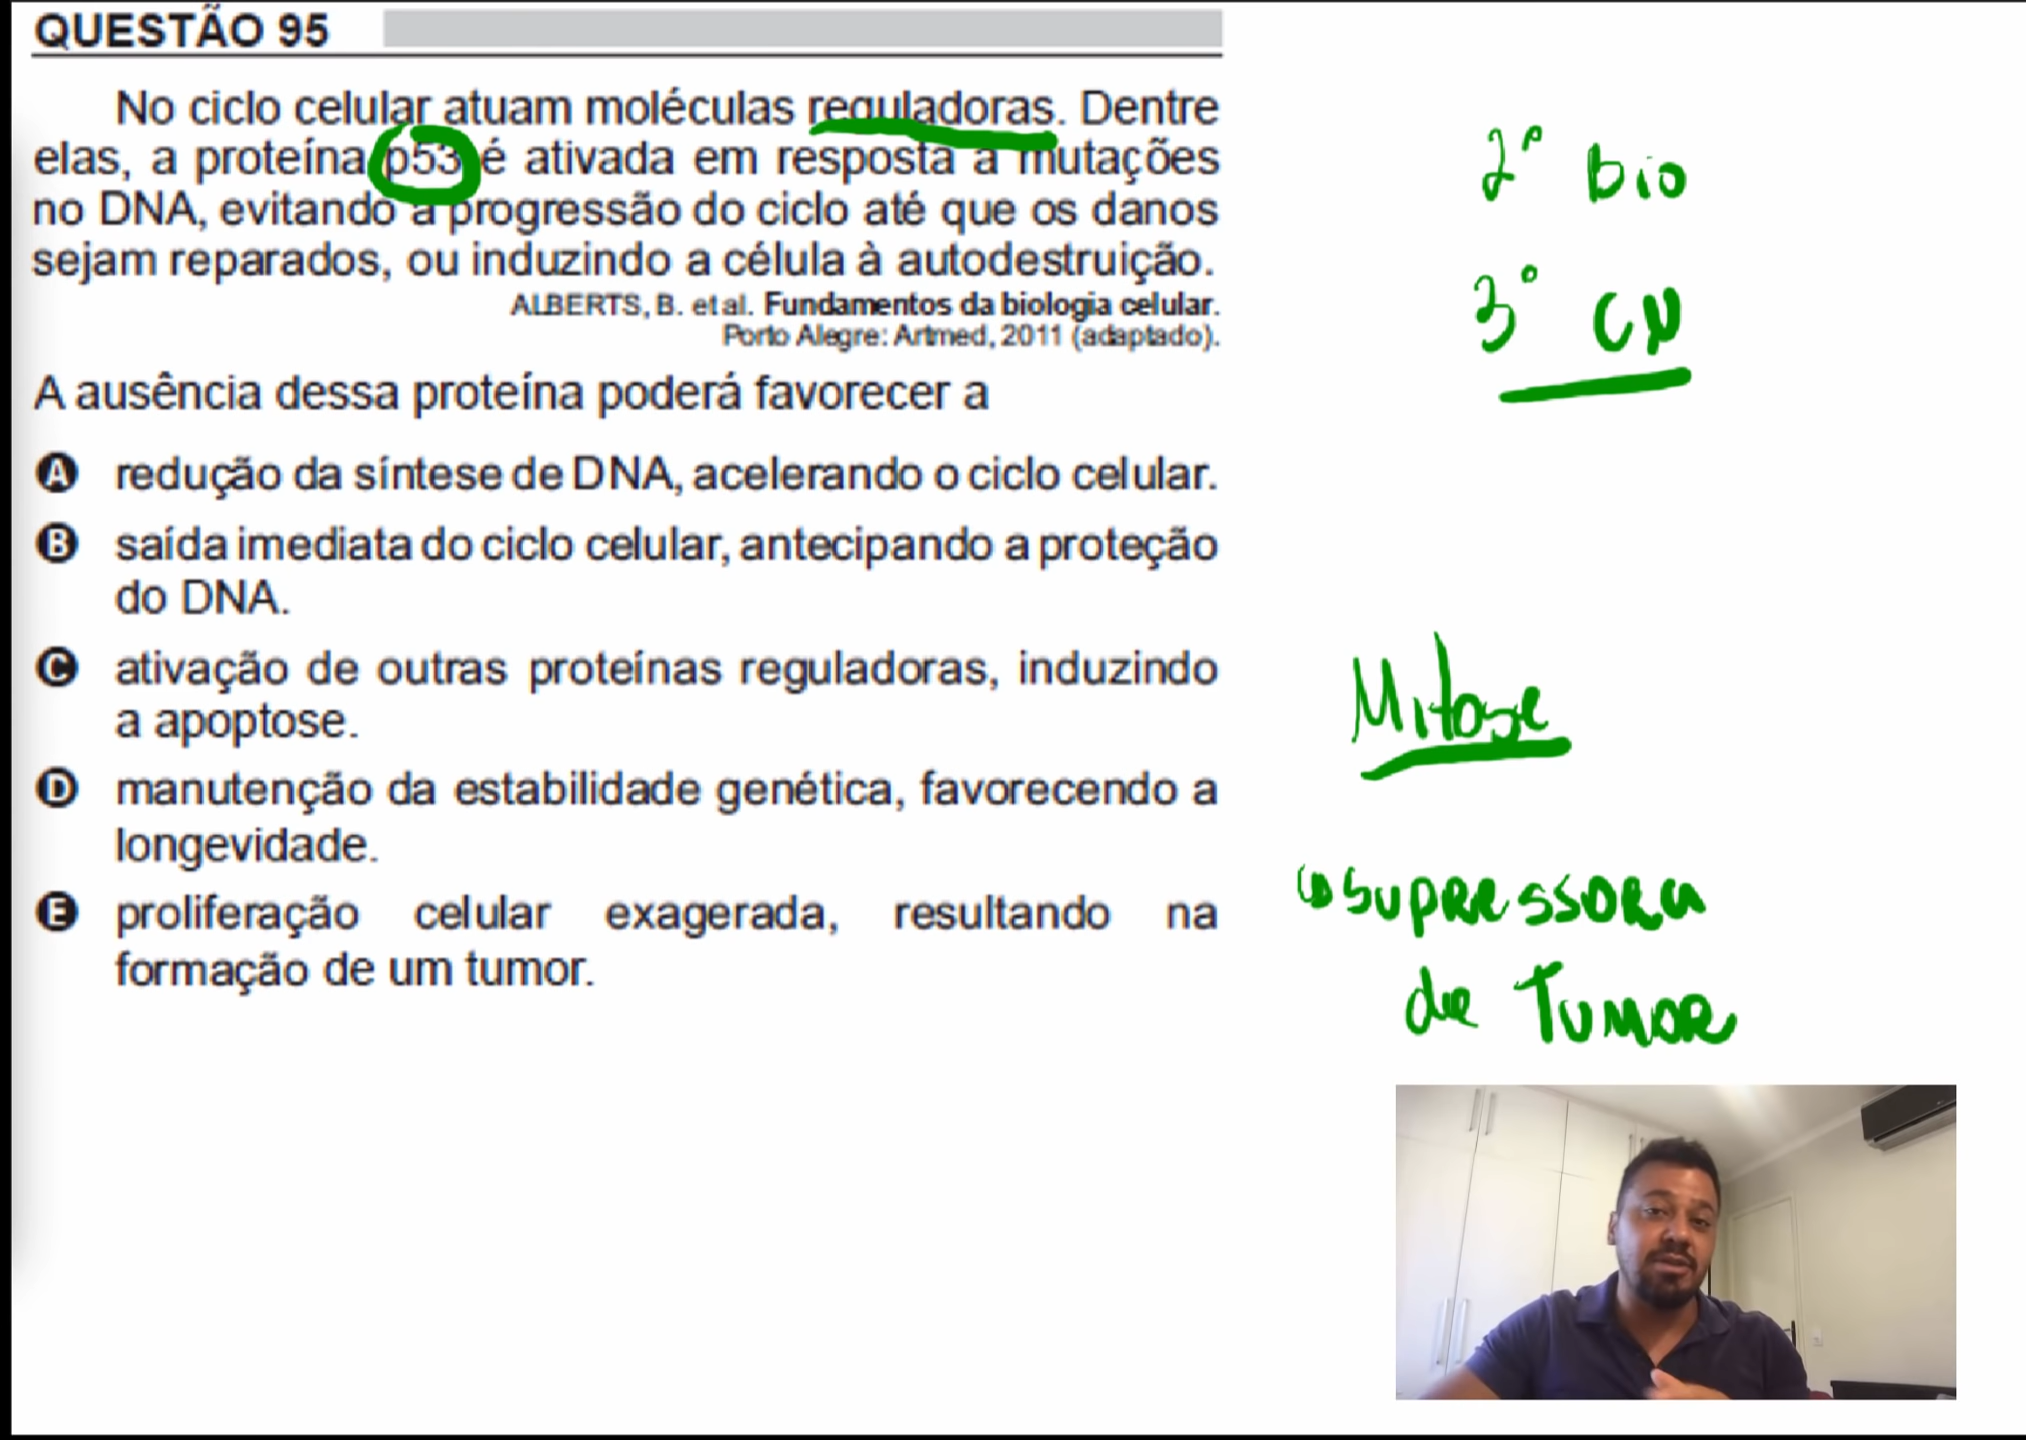 QUESTÃO 95
No ciclo celular atuam moléculas reguladoras. Dentre
elas, a proteína p53 é ativada em resposta a mutações
no DNA, evitando a progressão do ciclo até que os danos
sejam reparados, ou induzindo a célula à autodestruição.
ALBERTS, B. et al. Fundamentos da biologia celular.
Porto Alegre: Artmed, 2011 (adaptado).
A ausência dessa proteína poderá favorecer a
A redução da síntese de DNA, acelerando o ciclo celular.
B saída imediata do ciclo celular, antecipando a proteção
do DNA.
C ativação de outras proteínas reguladoras, induzindo
a apoptose.
D manutenção da estabilidade genética, favorecendo a
longevidade.
E proliferação celular exagerada, resultando na
formação de um tumor.
2ª bio
3º CN
Mitose
supressora
de Tumor